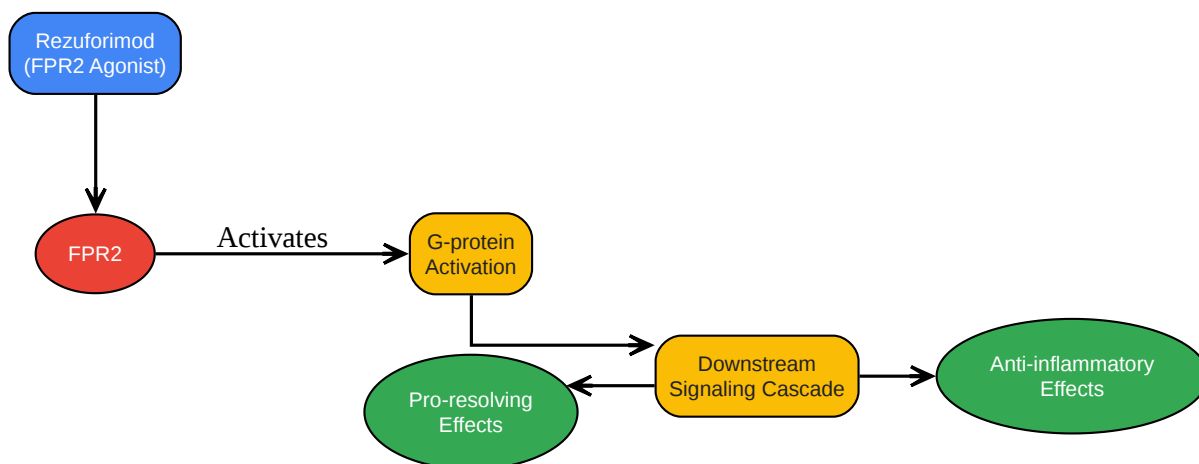 Rezuforimod
(FPR2 Agonist)
FPR2
Activates
G-protein
Activation
Downstream
Signaling Cascade
Anti-inflammatory
Effects
Pro-resolving
Effects